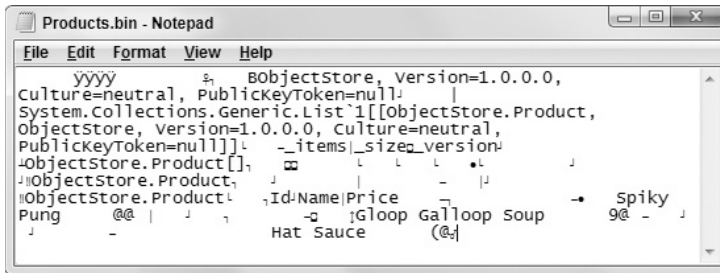 Products.bin - Notepad
File Edit Format View Help
ÿÿÿÿ BObjectStore, Version=1.0.0.0,
Culture=neutral, PublicKeyToken=null
System.Collections.Generic.List`1[[ObjectStore.Product,
ObjectStore, Version=1.0.0.0, Culture=neutral,
PublicKeyToken=null]] _items|_size _version
ObjectStore.Product[]
ObjectStore.Product
ObjectStore.Product Id Name|Price Spiky
Pung @@ | Gloop Galloop Soup 9@ -
- Hat Sauce (@